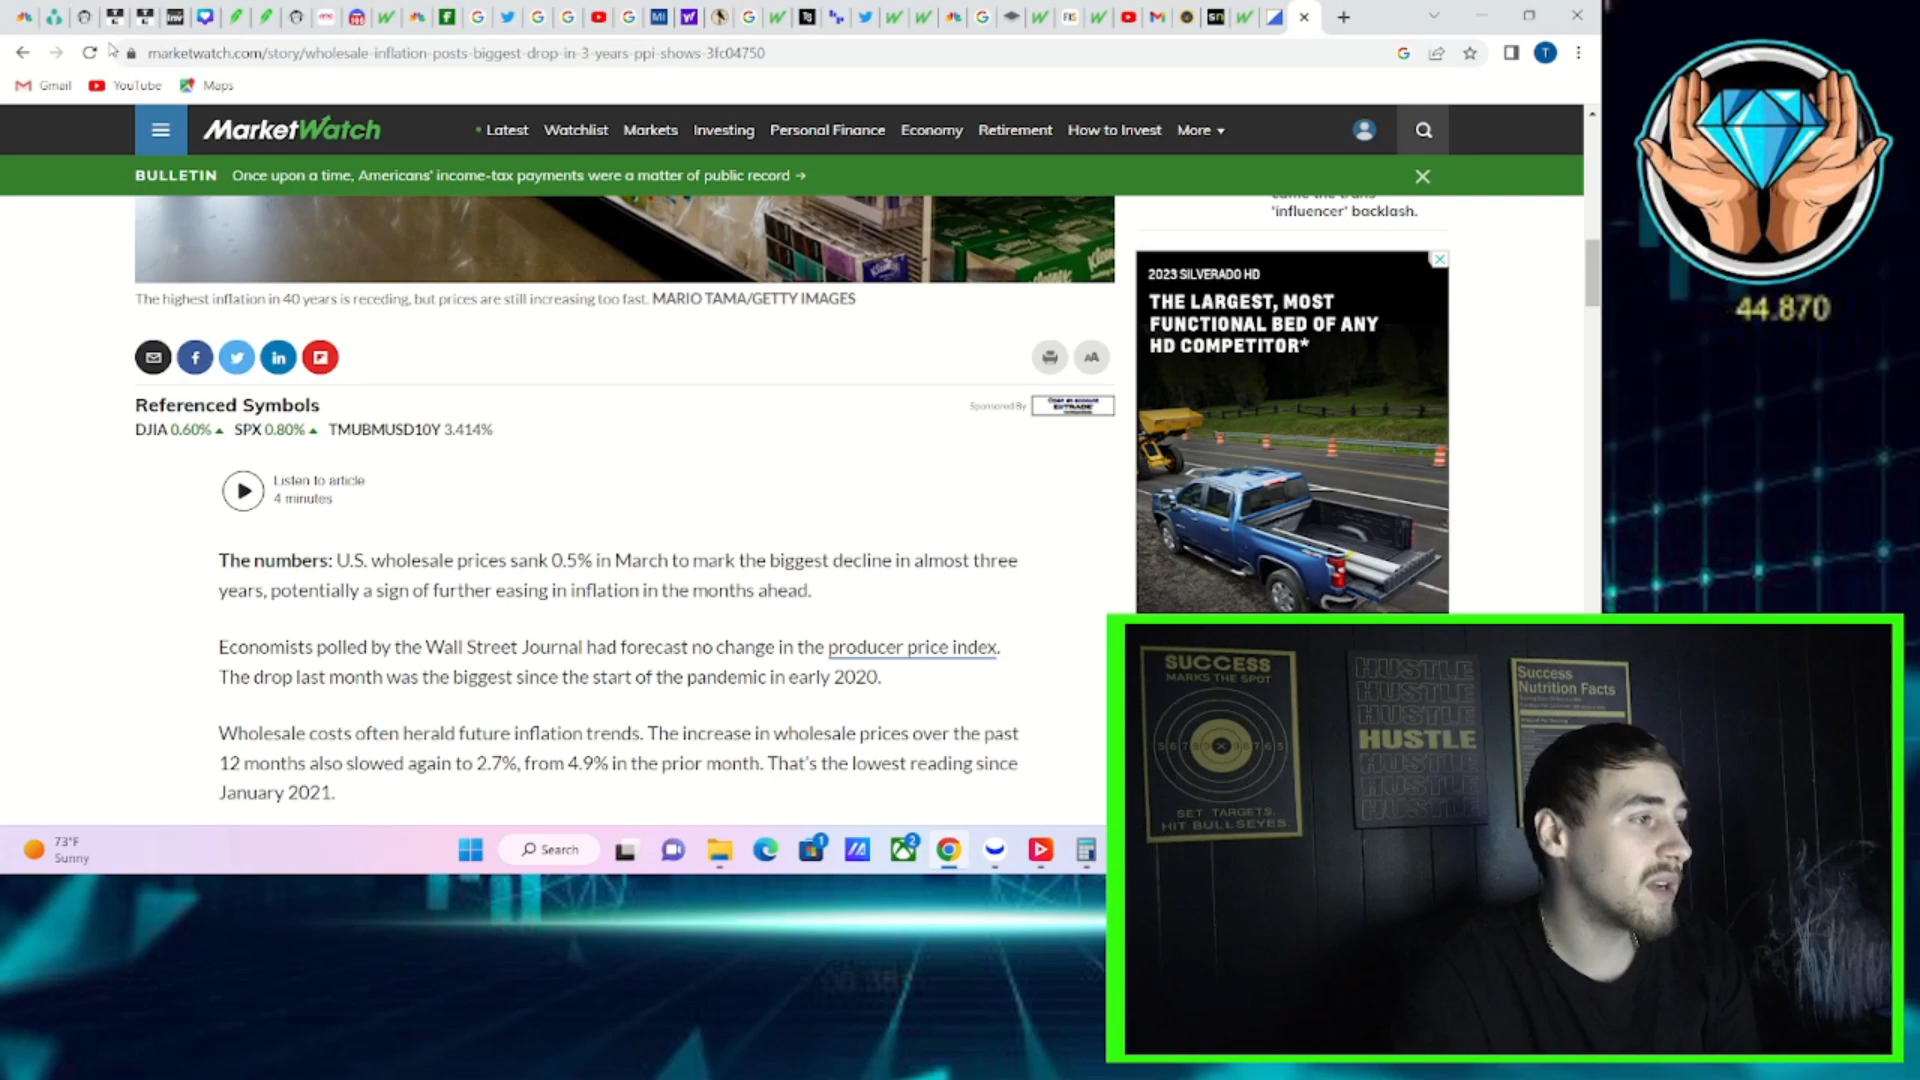 marketwatch.com/story/wholesale-inflation-posts-biggest-drop-in-3-years-ppi-shows-3fc04750
T
Gmail
YouTube
Maps
MarketWatch
Latest
Watchlist
Markets
Investing
Personal Finance
Economy
Retirement
How to Invest
More
BULLETIN Once upon a time, Americans' income-tax payments were a matter of public record →
'influencer' backlash.
The highest inflation in 40 years is receding, but prices are still increasing too fast. MARIO TAMA/GETTY IMAGES
Referenced Symbols
Sponsored By
DJIA 0.60% SPX 0.80% TMUBMUSD10Y 3.414%
Listen to article
4 minutes
The numbers: U.S. wholesale prices sank 0.5% in March to mark the biggest decline in almost three
years, potentially a sign of further easing in inflation in the months ahead.
Economists polled by the Wall Street Journal had forecast no change in the producer price index.
The drop last month was the biggest since the start of the pandemic in early 2020.
Wholesale costs often herald future inflation trends. The increase in wholesale prices over the past
12 months also slowed again to 2.7%, from 4.9% in the prior month. That's the lowest reading since
January 2021.
2023 SILVERADO HD
THE LARGEST, MOST
FUNCTIONAL BED OF ANY
HD COMPETITOR*
44.870
73°F
Sunny
Search
1
2
SUCCESS
MARKS THE SPOT
SET TARGETS.
HIT BULLSEYES.
HUSTLE
HUSTLE
HUSTLE
HUSTLE
HUSTLE
HUSTLE
HUSTLE
Success
Nutrition Facts